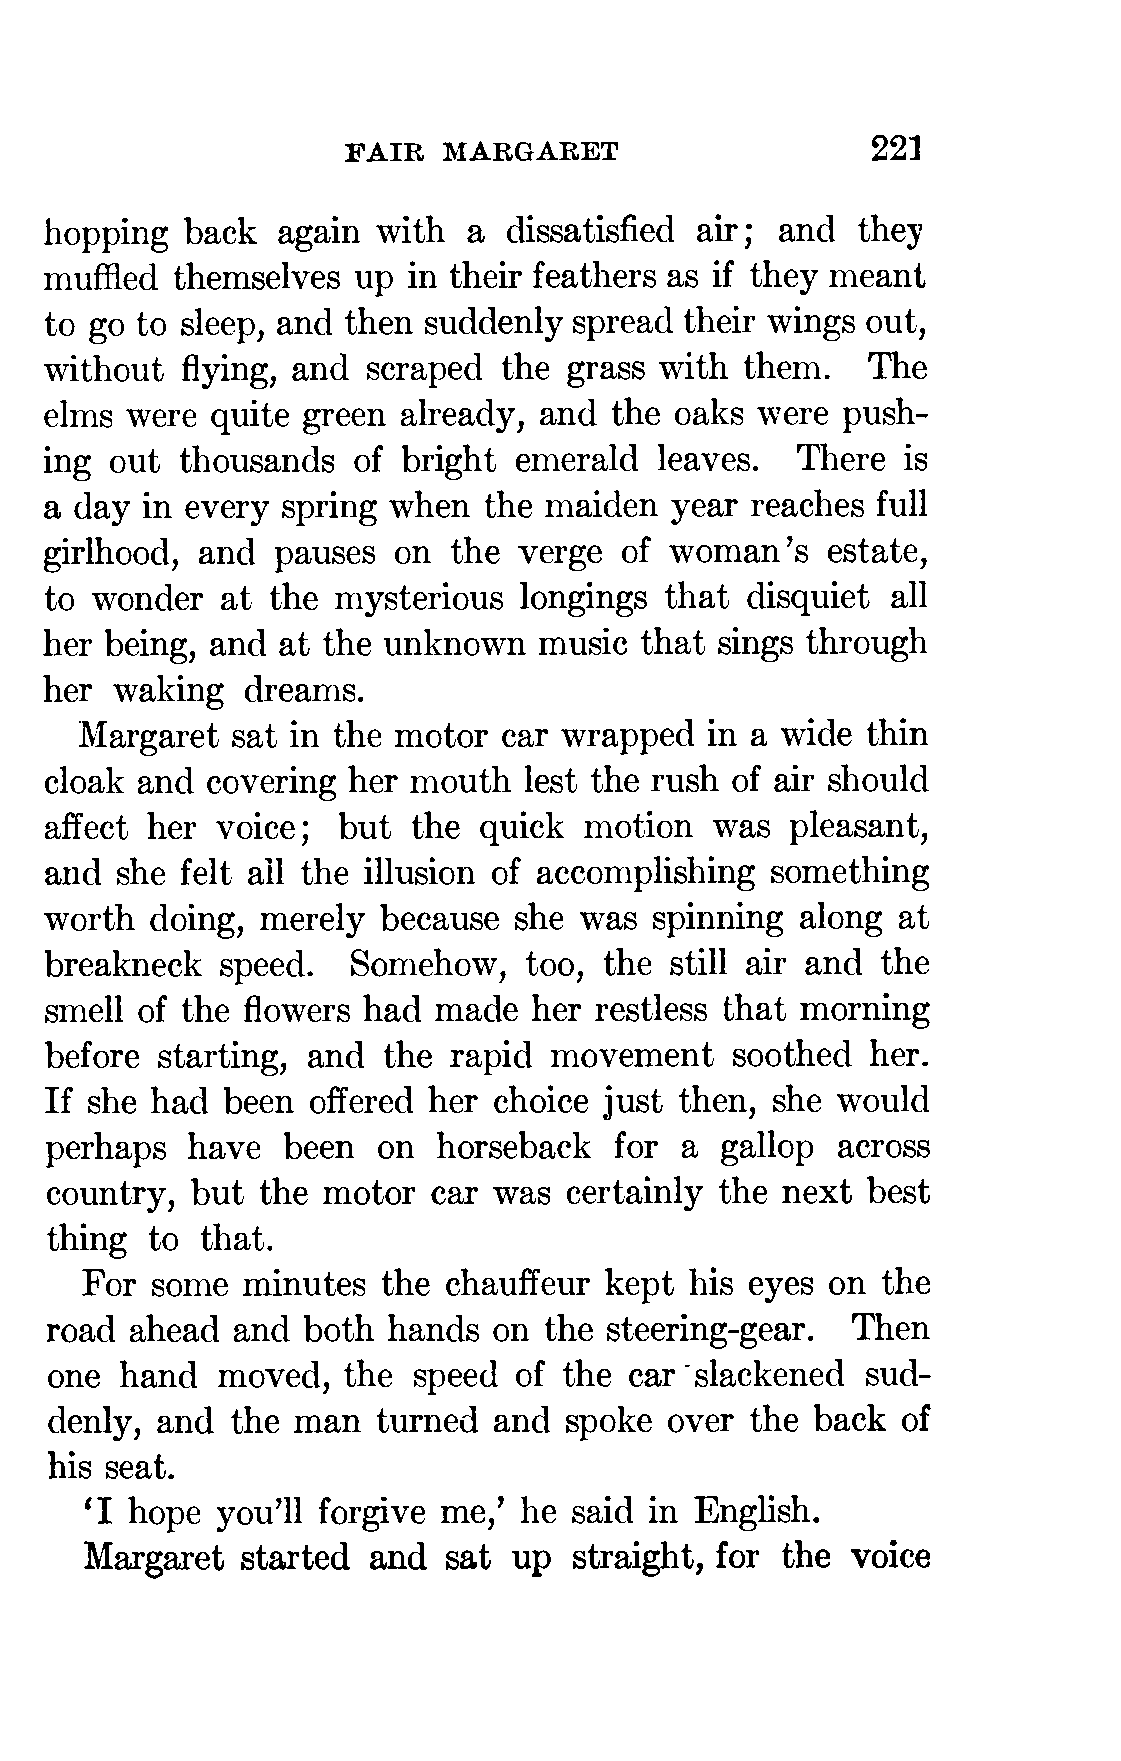 FAIR MARGARET 221
hopping back again with a dissatisfied air; and they
muffled themselves up in their feathers as if they meant
to go to sleep, and then suddenly spread their wings out,
without flying, and scraped the grass with them. The
elms were quite green already, and the oaks were push-
ing out thousands of bright emerald leaves. There is
a day in every spring when the maiden year reaches full
girlhood, and pauses on the verge of woman's estate,
to wonder at the mysterious longings that disquiet all
her being, and at the unknown music that sings through
her waking dreams.
Margaret sat in the motor car wrapped in a wide thin
cloak and covering her mouth lest the rush of air should
affect her voice; but the quick motion was pleasant,
and she felt all the illusion of accomplishing something
worth doing, merely because she was spinning along at
breakneck speed. Somehow, too, the still air and the
smell of the flowers had made her restless that morning
before starting, and the rapid movement soothed her.
If she had been offered her choice just then, she would
perhaps have been on horseback for a gallop across
country, but the motor car was certainly the next best
thing to that.
For some minutes the chauffeur kept his eyes on the
road ahead and both hands on the steering-gear. Then
one hand moved, the speed of the car slackened sud-
denly, and the man turned and spoke over the back of
his seat.
'I hope you'll forgive me,' he said in English.
Margaret started and sat up straight, for the voice